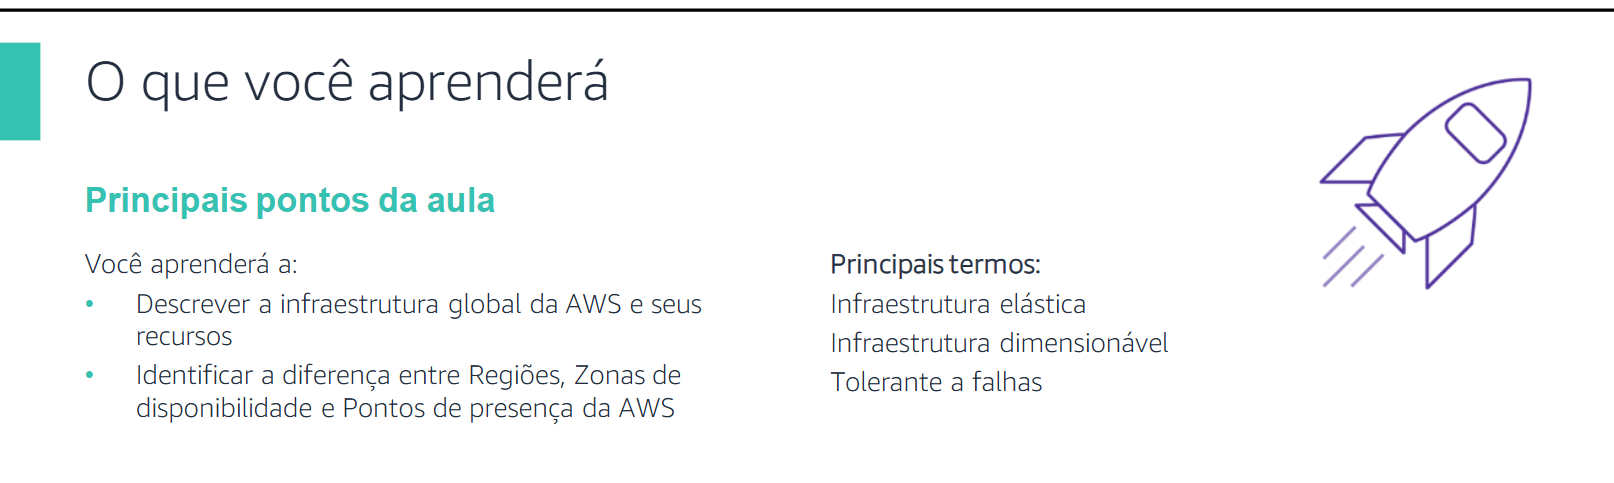 O que você aprenderá
Principais pontos da aula
Você aprenderá a:
• Descrever a infraestrutura global da AWS e seus
recursos
• Identificar a diferença entre Regiões, Zonas de
disponibilidade e Pontos de presença da AWS
Principais termos:
Infraestrutura elástica
Infraestrutura dimensionável
Tolerante a falhas